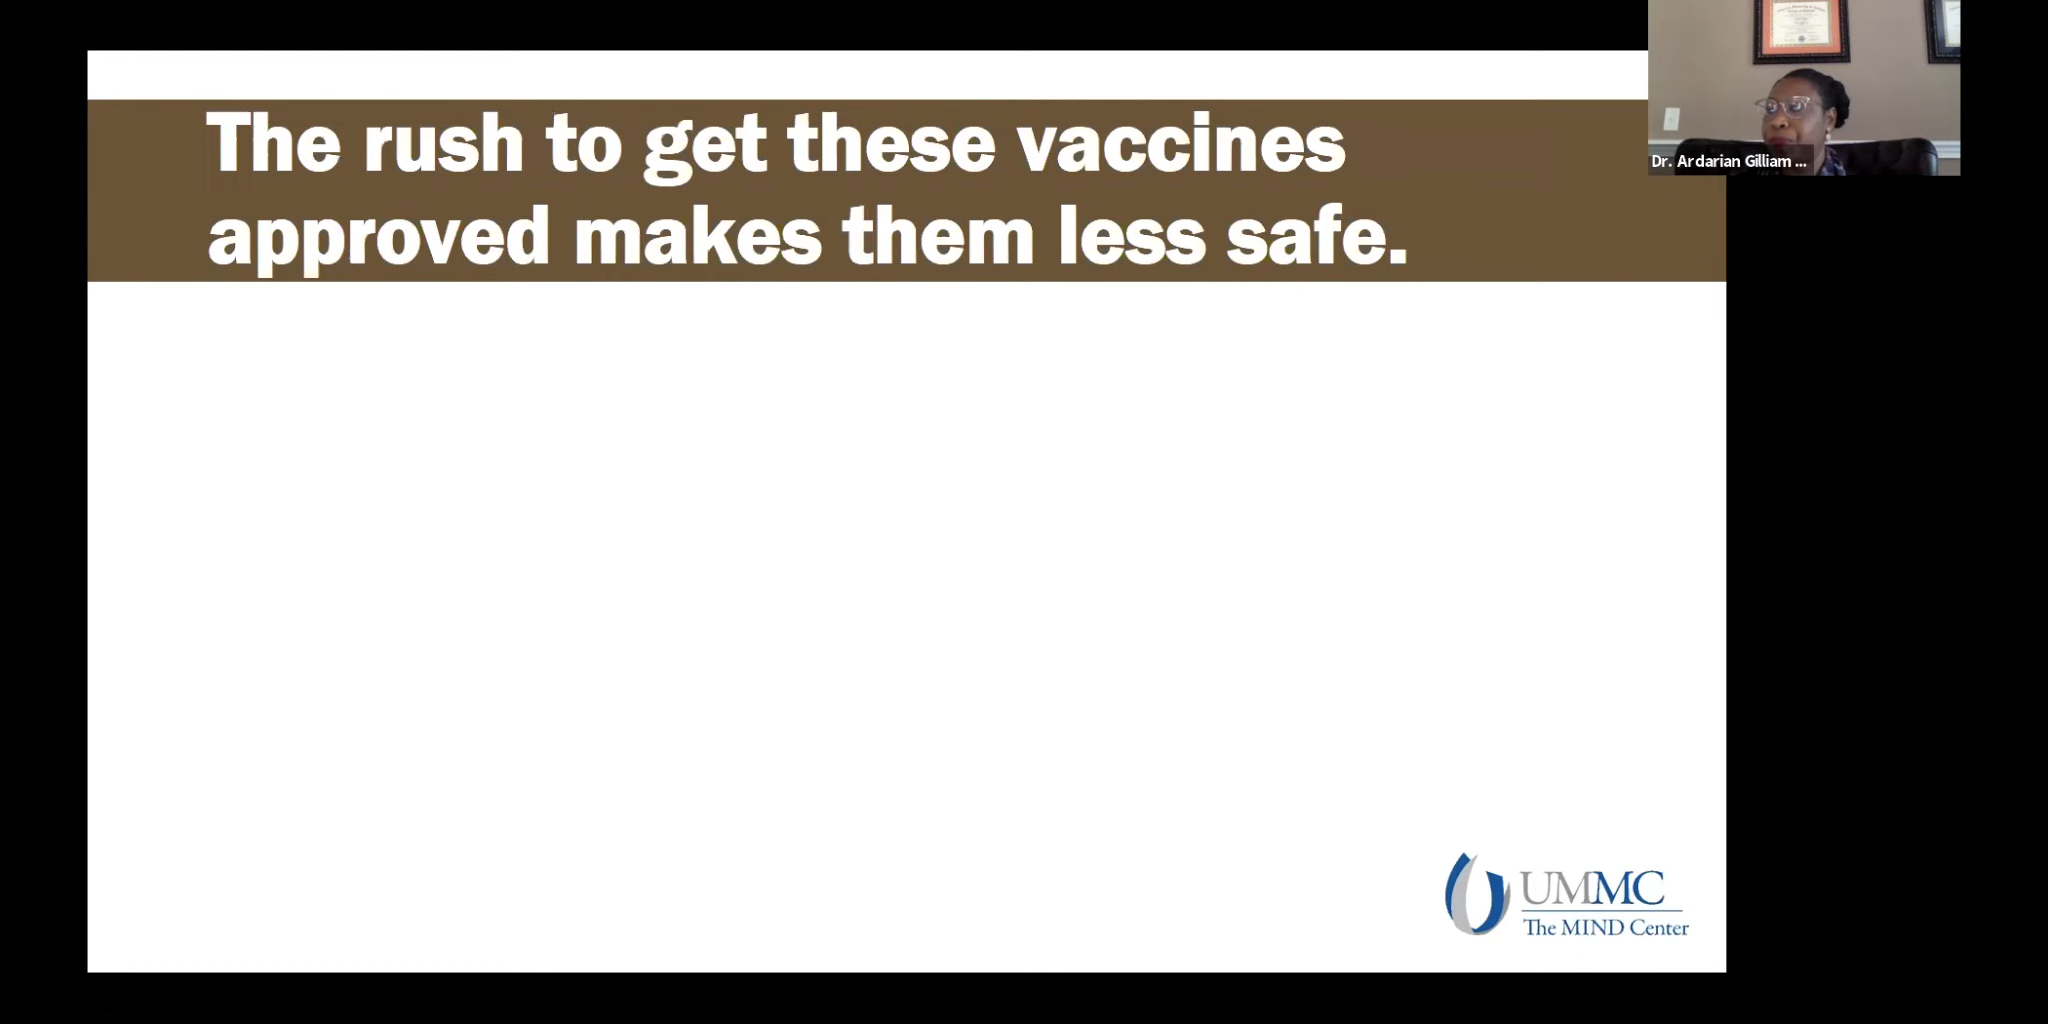 The rush to get these vaccines
approved makes them less safe.
Dr. Ardarian Gilliam ...
UMMC
The MIND Center